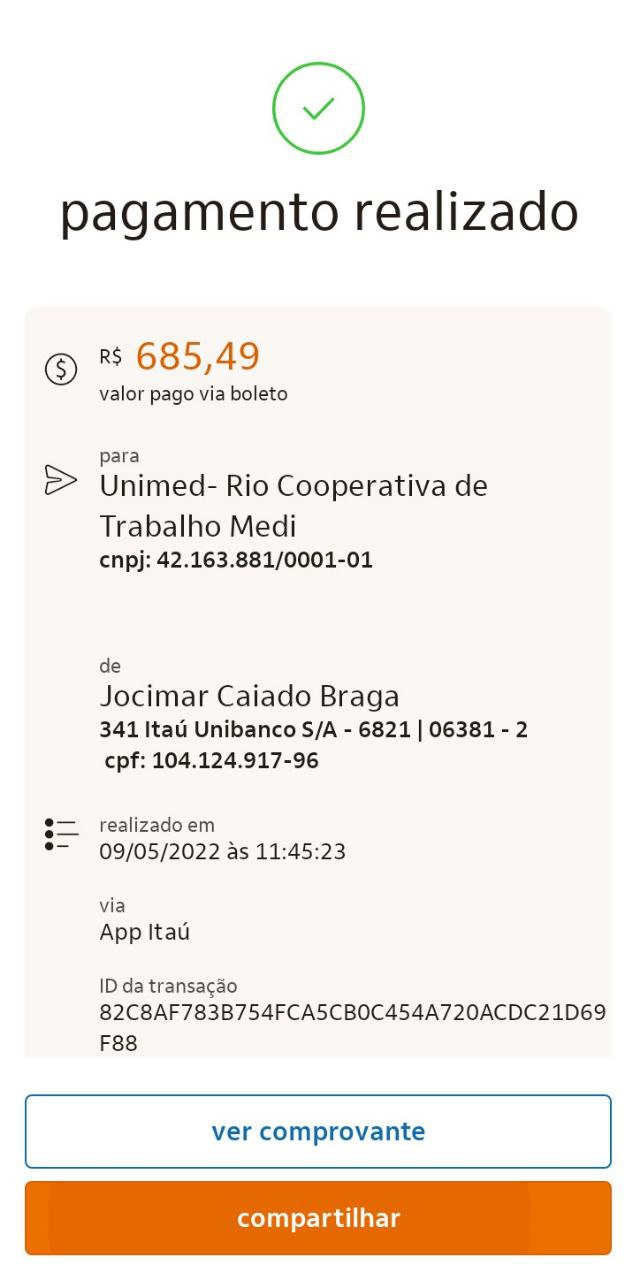 pagamento realizado
R$ 685,49
valor pago via boleto
para
Unimed- Rio Cooperativa de
Trabalho Medi
cnpj: 42.163.881/0001-01
de
Jocimar Caiado Braga
341 Itaú Unibanco S/A - 6821 | 06381 - 2
cpf: 104.124.917-96
realizado em
09/05/2022 às 11:45:23
via
App Itaú
ID da transação
82C8AF783B754FCA5CB0C454A720ACDC21D69
F88
ver comprovante
compartilhar